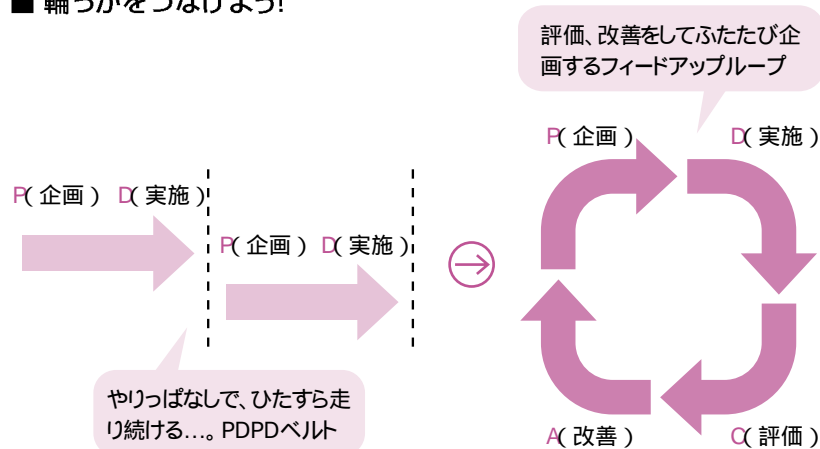 ■ 輪っかをつなげよう!
評価、改善をしてふたたび企
画するフィードアップループ
P( 企画 ) D( 実施 )
P( 企画 ) D( 実施 )
P( 企画 ) D( 実施 )
やりっぱなしで、ひたすら走
り続ける…。PDPDベルト
A( 改善 ) C( 評価 )